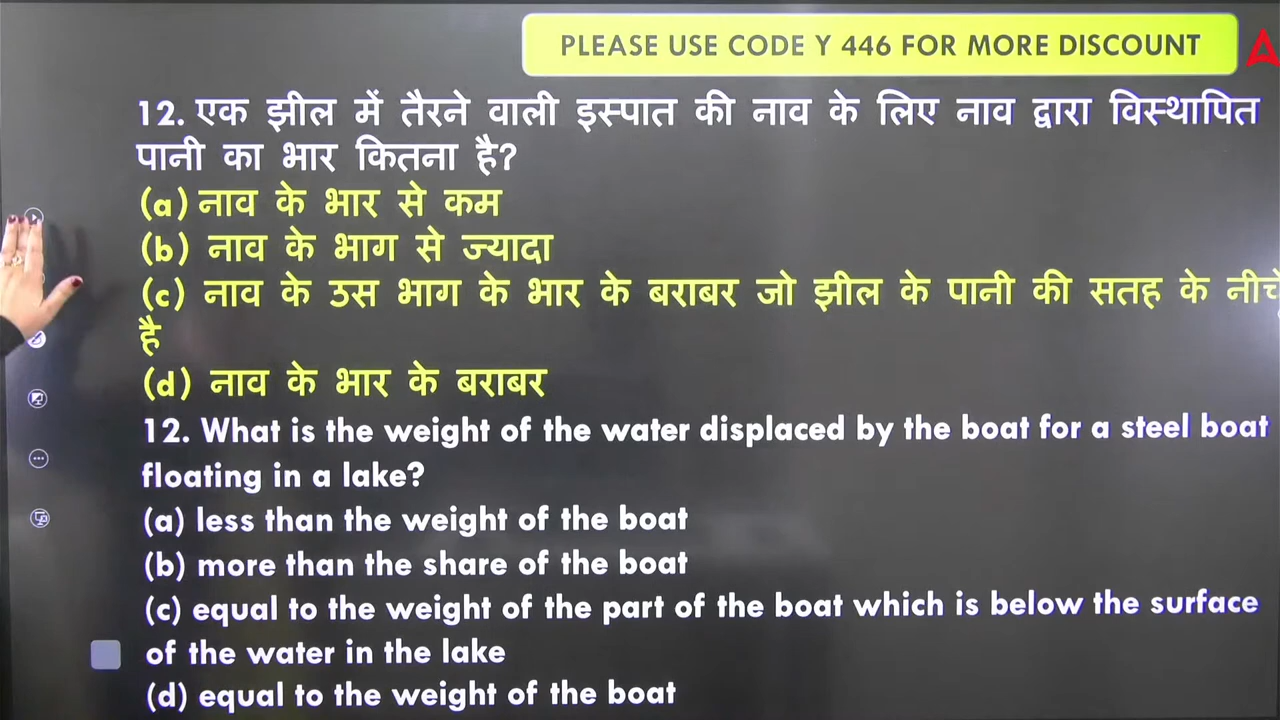 PLEASE USE CODE Y 446 FOR MORE DISCOUNT
12. एक झील में तैरने वाली इस्पात की नाव के लिए नाव द्वारा विस्थापित
पानी का भार कितना है?
(a) नाव के भार से कम
(b) नाव के भाग से ज्यादा
(c) नाव के उस भाग के भार के बराबर जो झील के पानी की सतह के नीचे
है
(d) नाव के भार के बराबर
12. What is the weight of the water displaced by the boat for a steel boat
floating in a lake?
(a) less than the weight of the boat
(b) more than the share of the boat
(c) equal to the weight of the part of the boat which is below the surface
of the water in the lake
(d) equal to the weight of the boat